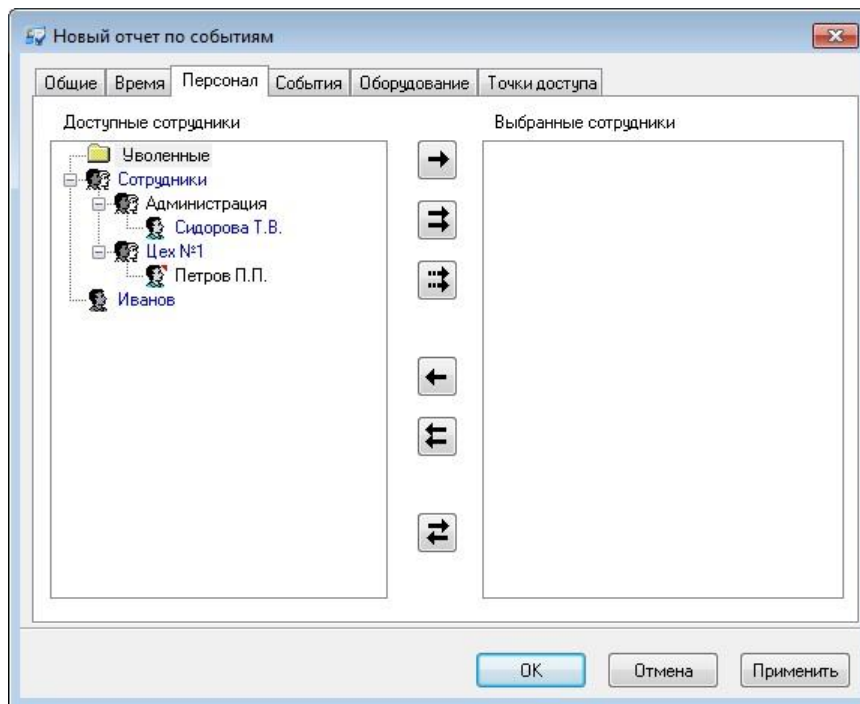 Новый отчет по событиям
Общие Время Персонал События Оборудование Точки доступа
Доступные сотрудники Выбранные сотрудники
Уволенные
Сотрудники
Администрация
Сидорова Т.В.
Цех №1
Петров П.П.
Иванов
OK Отмена Применить